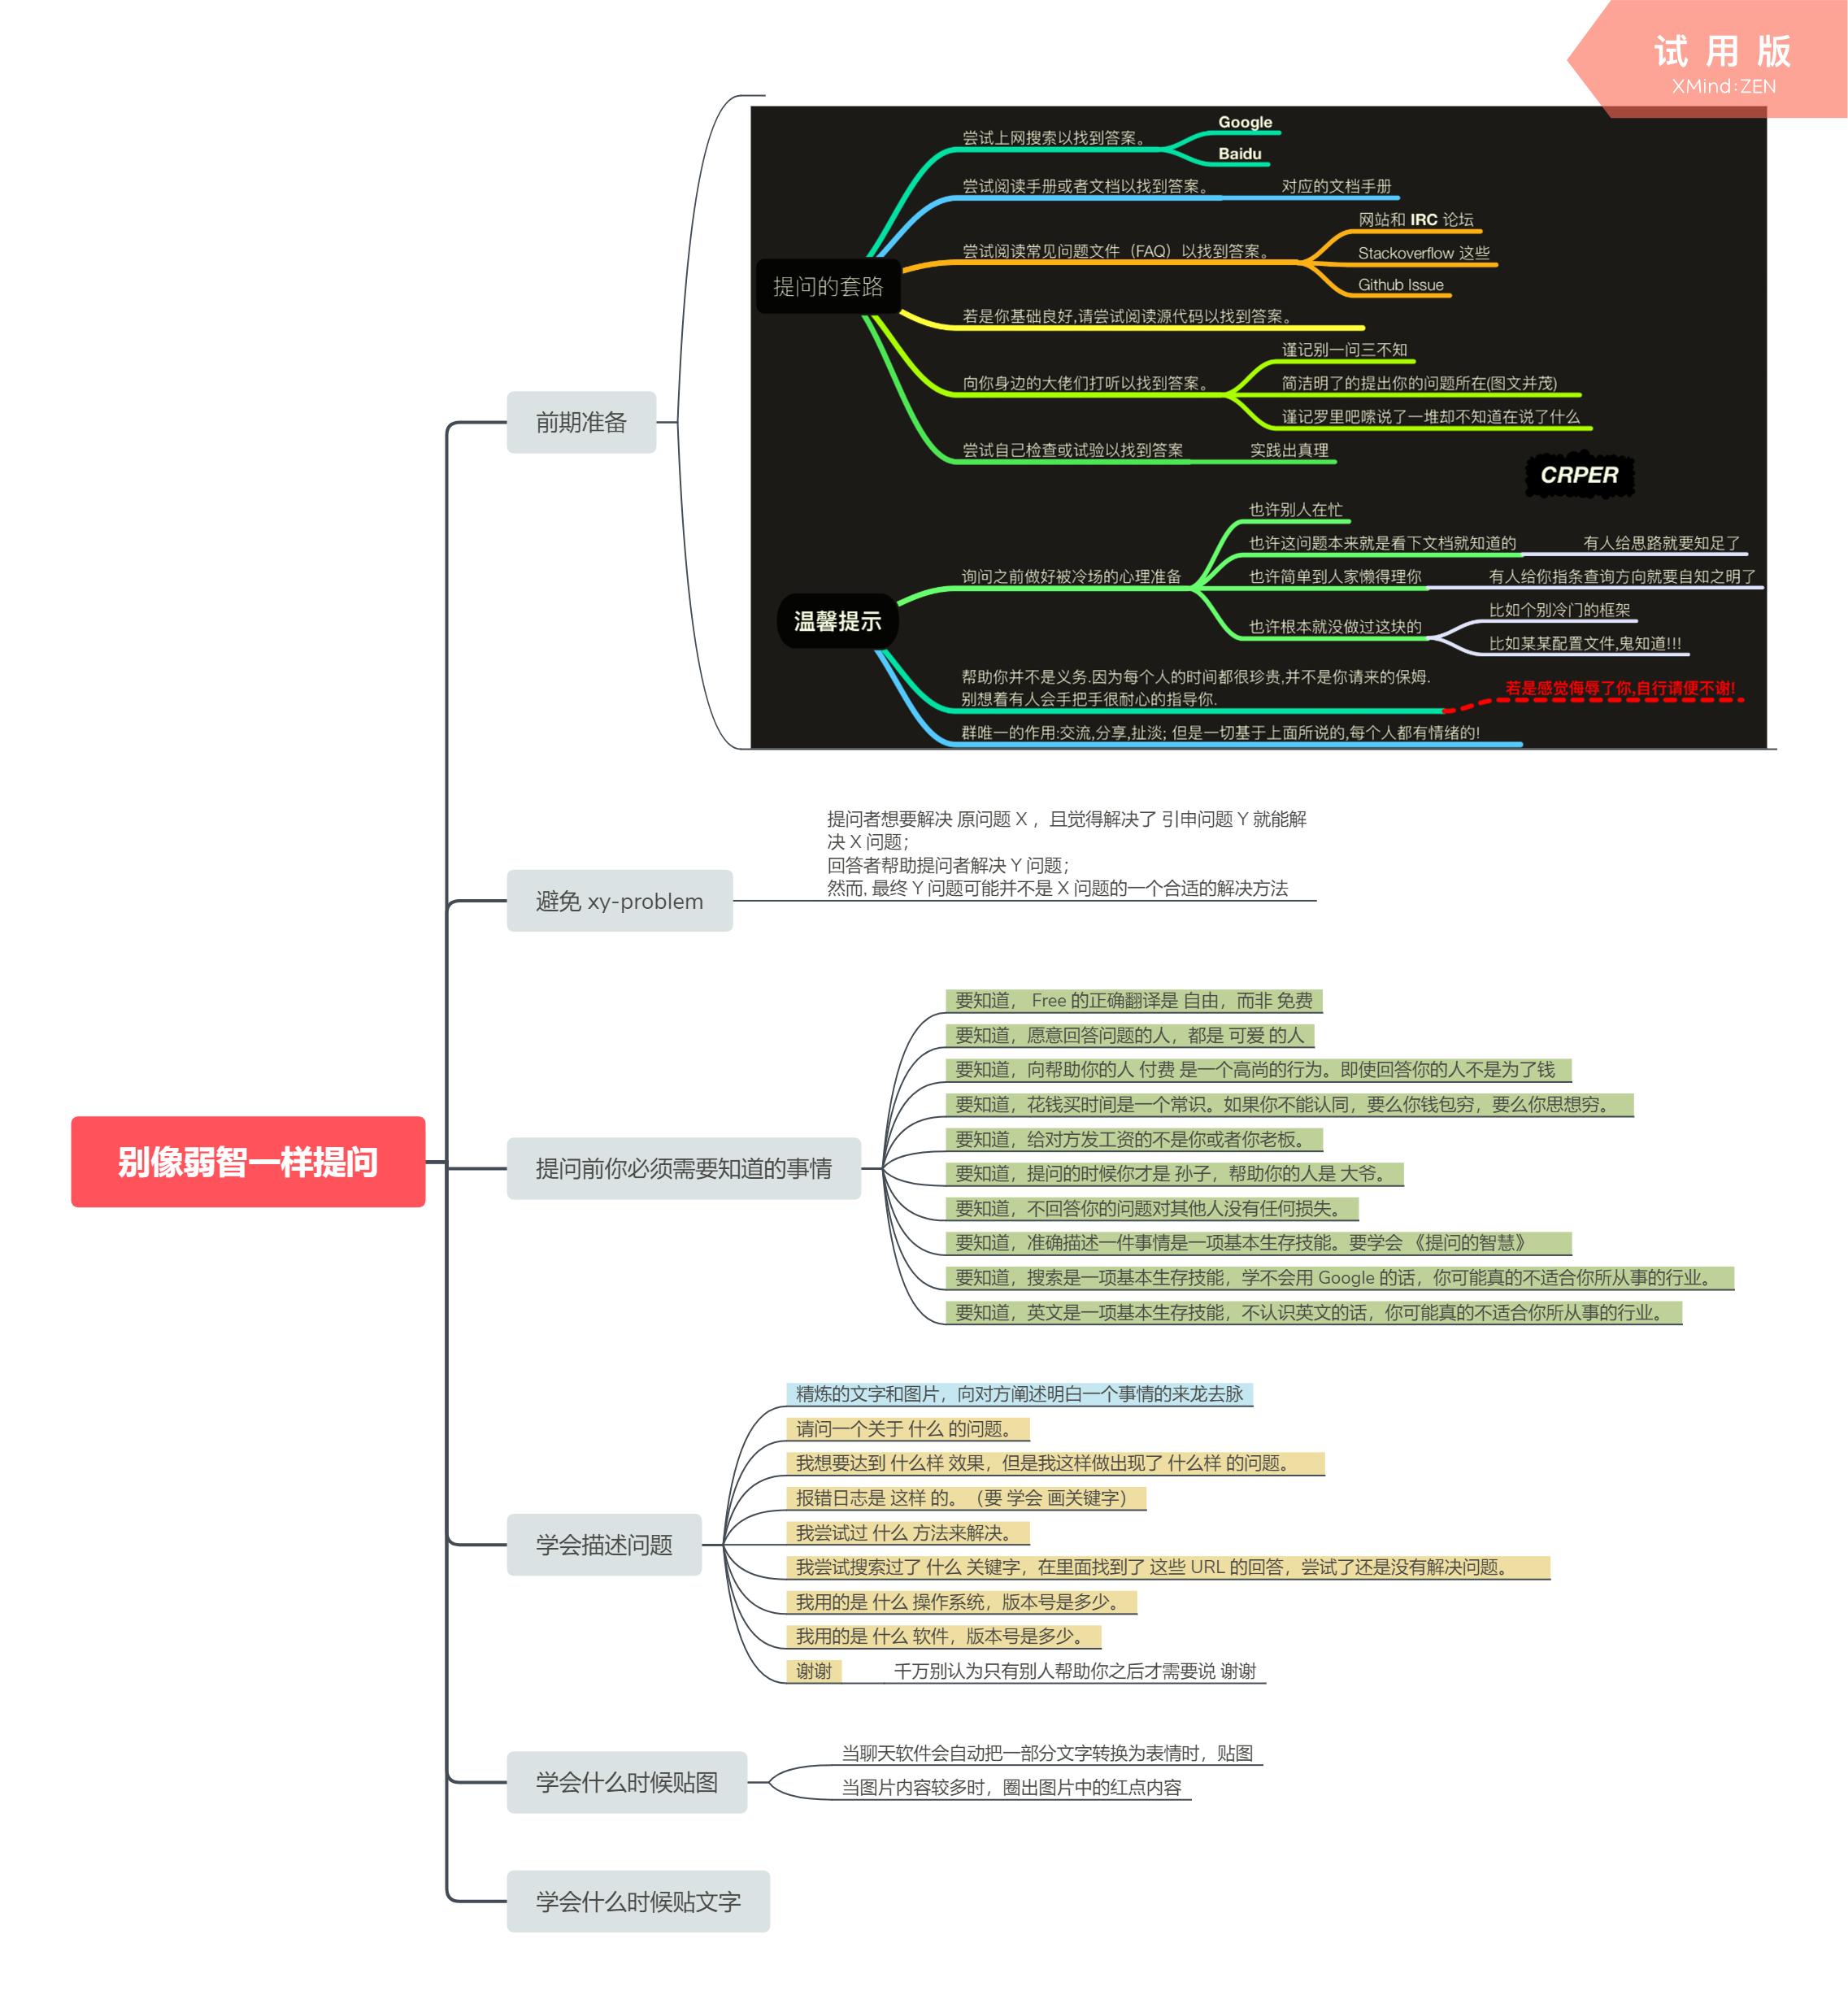 试用版
XMind:ZEN
别像弱智一样提问
前期准备
提问的套路
尝试上网搜索以找到答案。
Google
Baidu
尝试阅读手册或者文档以找到答案。
对应的文档手册
尝试阅读常见问题文件（FAQ）以找到答案。
网站和 IRC 论坛
Stackoverflow 这些
Github Issue
若是你基础良好,请尝试阅读源代码以找到答案。
向你身边的大佬们打听以找到答案。
谨记别一问三不知
简洁明了的提出你的问题所在(图文并茂)
谨记罗里吧嗦说了一堆却不知道在说了什么
尝试自己检查或试验以找到答案
实践出真理
CRPER
温馨提示
询问之前做好被冷场的心理准备
也许别人在忙
也许这问题本来就是看下文档就知道的
有人给思路就要知足了
也许简单到人家懒得理你
有人给你指条查询方向就要自知之明了
也许根本就没做过这块的
比如个别冷门的框架
比如某某配置文件,鬼知道!!!
帮助你并不是义务.因为每个人的时间都很珍贵,并不是你请来的保姆.
别想着有人会手把手很耐心的指导你.
若是感觉侮辱了你,自行请便不谢!
群唯一的作用:交流,分享,扯淡; 但是一切基于上面所说的,每个人都有情绪的!
避免 xy-problem
提问者想要解决 原问题 X ，且觉得解决了 引申问题 Y 就能解
决 X 问题；
回答者帮助提问者解决 Y 问题；
然而, 最终 Y 问题可能并不是 X 问题的一个合适的解决方法
提问前你必须需要知道的事情
要知道， Free 的正确翻译是 自由，而非 免费
要知道，愿意回答问题的人，都是 可爱 的人
要知道，向帮助你的人 付费 是一个高尚的行为。即使回答你的人不是为了钱
要知道，花钱买时间是一个常识。如果你不能认同，要么你钱包穷，要么你思想穷。
要知道，给对方发工资的不是你或者你老板。
要知道，提问的时候你才是 孙子，帮助你的人是 大爷。
要知道，不回答你的问题对其他人没有任何损失。
要知道，准确描述一件事情是一项基本生存技能。要学会 《提问的智慧》
要知道，搜索是一项基本生存技能，学不会用 Google 的话，你可能真的不适合你所从事的行业。
要知道，英文是一项基本生存技能，不认识英文的话，你可能真的不适合你所从事的行业。
学会描述问题
精炼的文字和图片，向对方阐述明白一个事情的来龙去脉
请问一个关于 什么 的问题。
我想要达到 什么样 效果，但是我这样做出现了 什么样 的问题。
报错日志是 这样 的。（要 学会 画关键字）
我尝试过 什么 方法来解决。
我尝试搜索过了 什么 关键字，在里面找到了 这些 URL 的回答，尝试了还是没有解决问题。
我用的是 什么 操作系统，版本号是多少。
我用的是 什么 软件，版本号是多少。
谢谢
千万别认为只有别人帮助你之后才需要说 谢谢
学会什么时候贴图
当聊天软件会自动把一部分文字转换为表情时，贴图
当图片内容较多时，圈出图片中的红点内容
学会什么时候贴文字